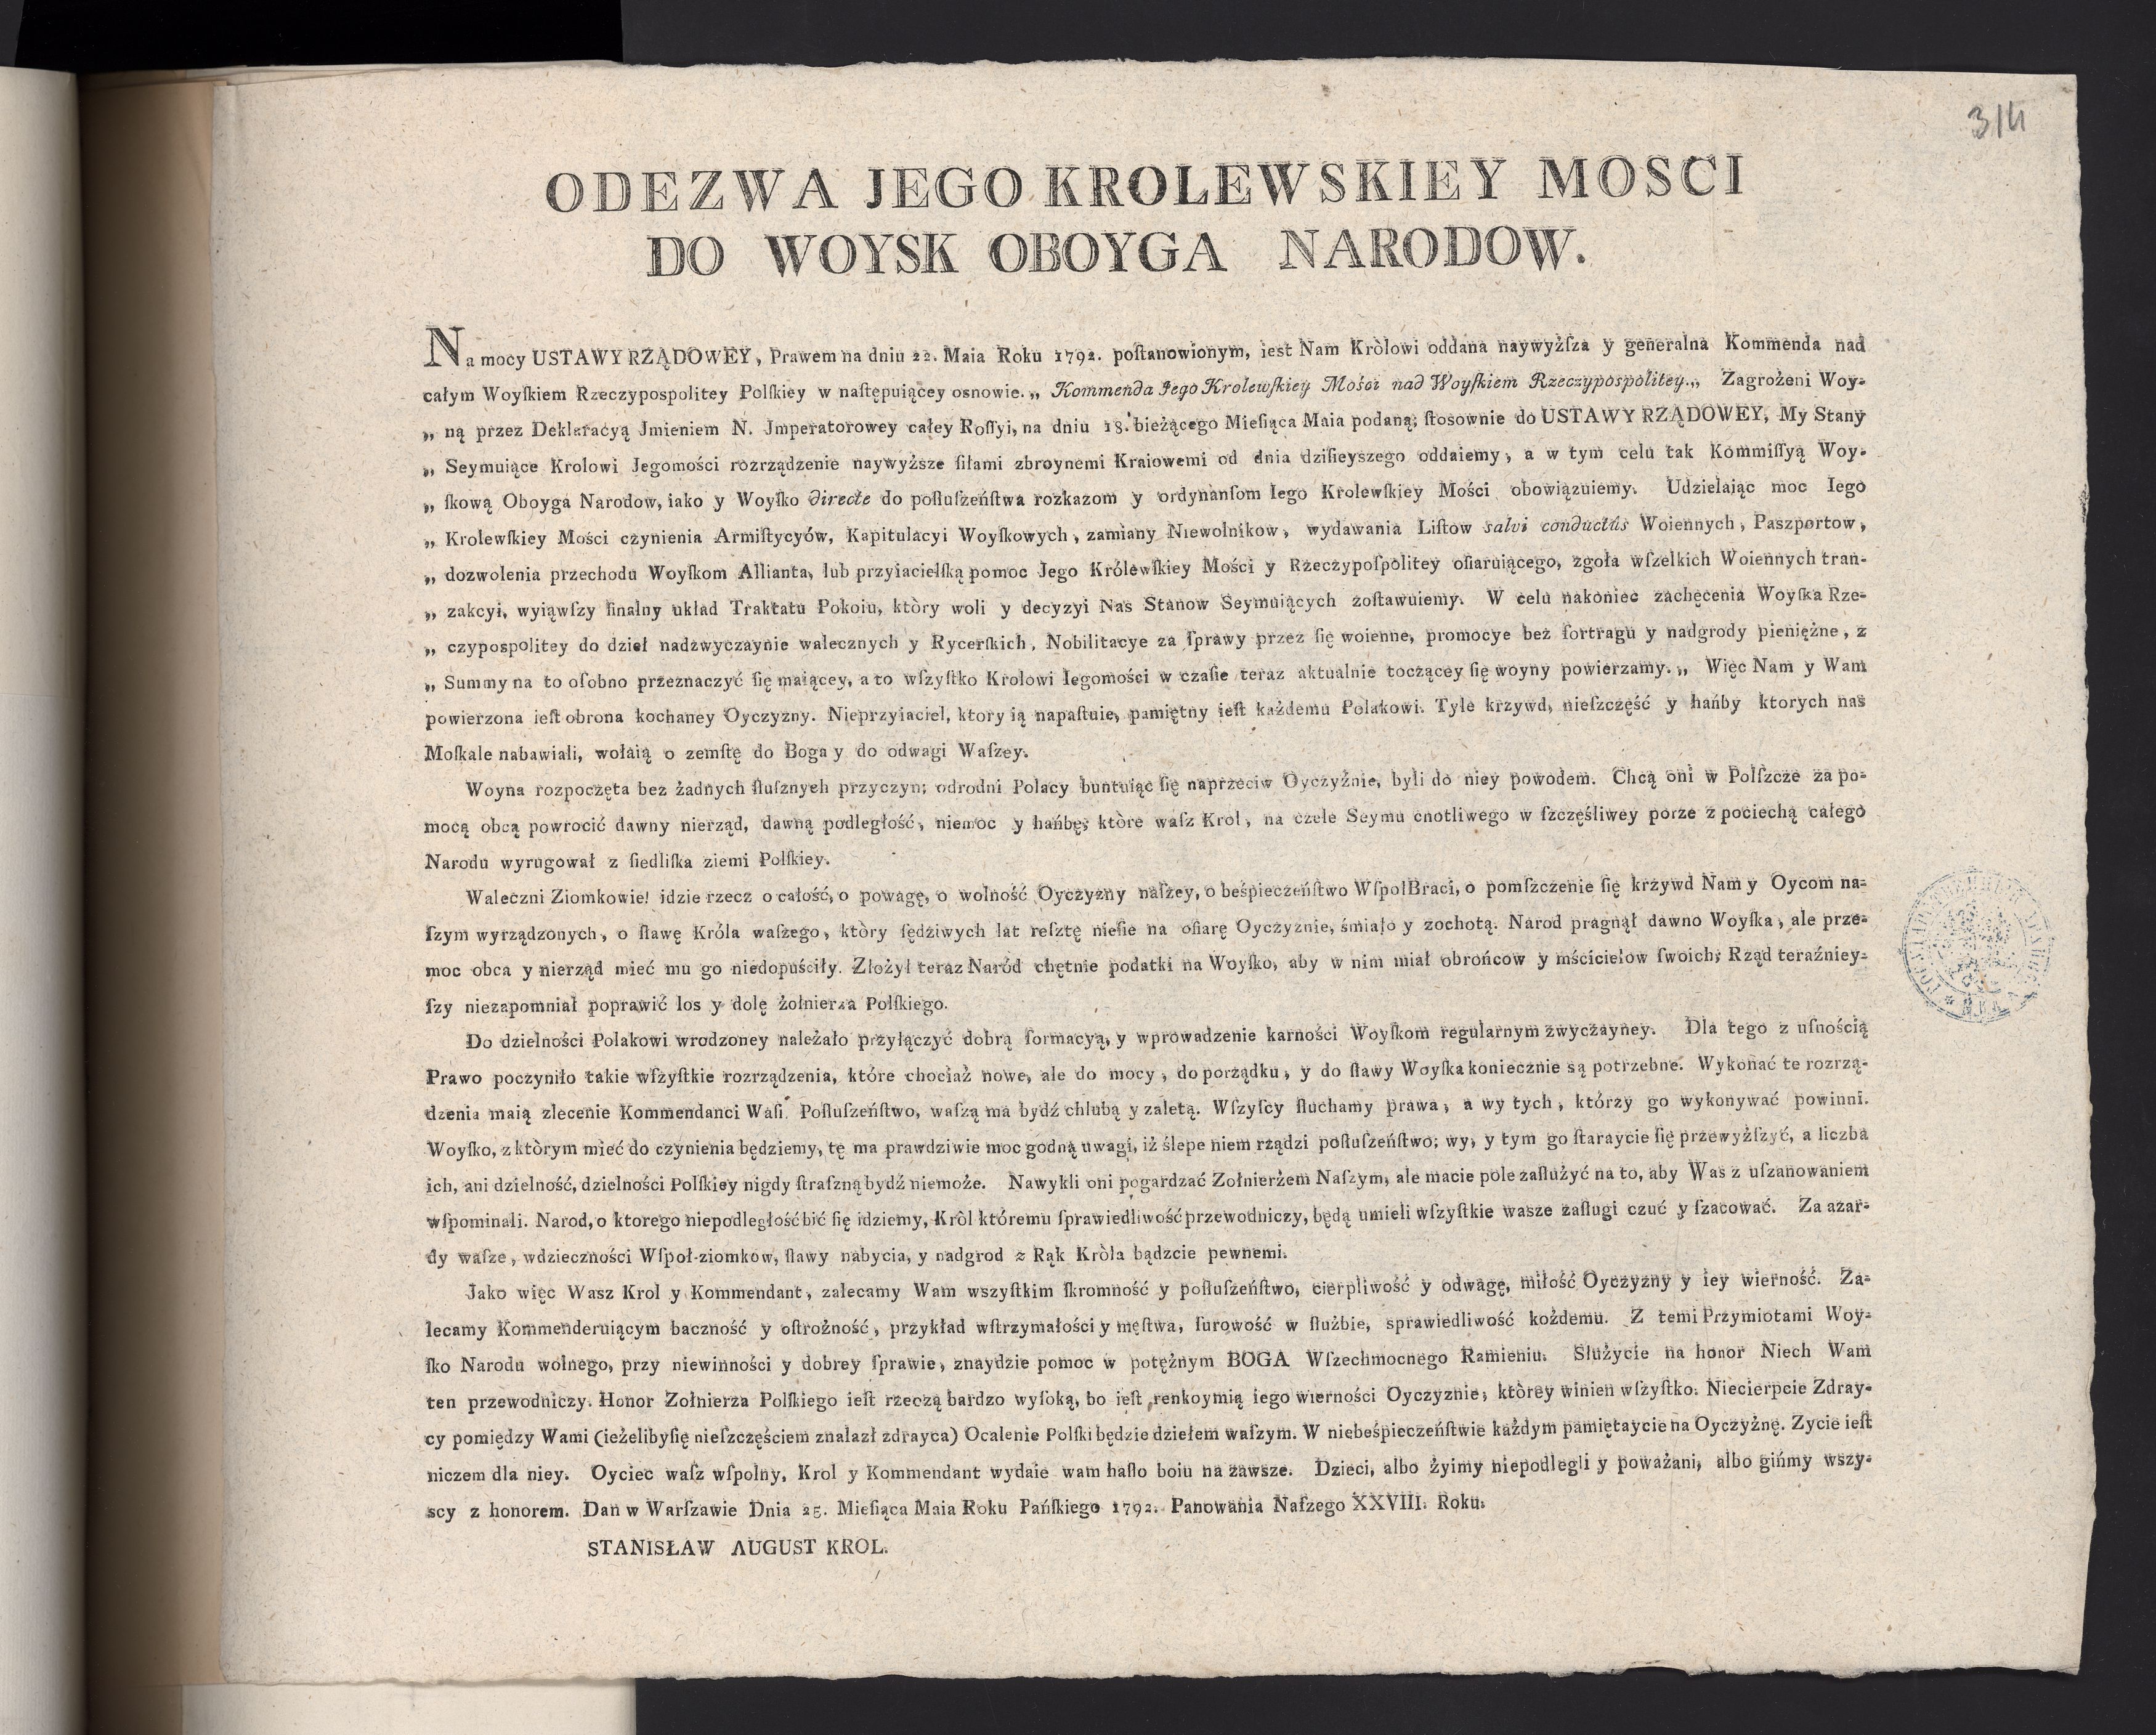 314
ODEZWA JEGO KROLEWSKIEY MOSCI
DO WOYSK OBOYGA NARODOW.
Na mocy USTAWY RZĄDOWEY, Prawem na dniu 22. Maia Roku 1792. poſtanowionym, ieſt Nam Kròlowi oddana naywyżſza y generalna Kommenda nad
całym Woyſkiem Rzeczypospolitey Polſkiey w naſtępuiącey osnowie. „ Kommenda Jego Krolewſkiey Mości nad Woyſkiem Rzeczypospolitey. „ Zagrożeni Woy-
„ ną przez Deklaracyą Jmieniem N. Jmperatorowey całey Roſſyi, na dniu 18. bieżącego Mieſiąca Maia podaną; ſtosownie do USTAWY RZĄDOWEY, My Stany
„ Seymuiące Krolowi Jegomości rozrządzenie naywyższe ſiłami zbroynemi Kraiowemi od dnia dziſieyszego oddaiemy, a w tym celu tak Kommiſſyą Woy-
„ ſkową Oboyga Narodow, iako y Woyſko directe do poſłuſzeńſtwa rozkazom y ordynanſom Iego Krolewſkiey Mości obowiązuiemy. Udzielaiąc moc Iego
„ Krolewſkiey Mości czynienia Armiſtycyów, Kapitulacyi Woyſkowych, zamiany Niewolnikow, wydawania Liſtow salvi conductûs Woiennych, Paszportow,
„ dozwolenia przechodu Woyſkom Allianta, lub przyiacielſką pomoc Jego Królewſkiey Mości y Rzeczypoſpolitey ofiaruiącego, zgoła wſzelkich Woiennych tran-
„ zakcyi, wyiąwſzy finalny układ Traktatu Pokoiu, ktòry woli y decyzyi Nas Stanow Seymuiących zoſtawuiemy. W celu nakoniec zachęcenia Woyſka Rze-
„ czypospolitey do dzieł nadzwyczaynie walecznych y Rycerſkich, Nobilitacye za ſprawy przez ſię woienne, promocye bez fortragu y nadgrody pieniężne, z
„ Summy na to oſobno przeznaczyć ſię maiącey, a to wſzyſtko Krolowi Iegomości w czaſie teraz aktualnie toczącey ſię woyny powierzamy. „ Więc Nam y Wam
powierzona ieſt obrona kochaney Oyczyzny. Nieprzyiaciel, ktory ią napaſtuie, pamiętny ieſt każdemu Polakowi. Tyle krzywd, nieſzczęść y hańby ktorych nas
Moſkale nabawiali, wołaią o zemſtę do Boga y do odwagi Waſzey.
Woyna rozpoczęta bez żadnych ſłuſznych przyczyn; odrodni Polacy buntuiąc ſię naprzeciw Oyczyźnie, byli do niey powodem. Chcą oni w Polſzcze za po-
mocą obcą powrocić dawny nierząd, dawną podległość, niemoc y hańbę; ktòre waſz Krol, na czele Seymu cnotliwego w ſzczęśliwey porze z pociechą całego
Narodu wyrugował z ſiedliſka ziemi Polſkiey.
Waleczni Ziomkowie! idzie rzecz o całość, o powagę, o wolność Oyczyzny naſzey, o beśpieczeńſtwo WſpołBraci, o pomſzczenie ſię krzywd Nam y Oycom na-
ſzym wyrządzonych, o ſławę Króla waſzego, ktòry ſędziwych lat reſztę nieſie na ofiarę Oyczyznie, śmiało y zochotą. Narod pragnął dawno Woyſka, ale prze-
moc obca y nierząd mieć mu go niedopuściły. Złożył teraz Naród chętnie podatki na Woyſko, aby w nim miał obrońcow y mścicielow ſwoich; Rząd teraźniey-
ſzy niezapomniał poprawić los y dolę żołnierza Polſkiego.
Do dzielności Polakowi wrodzoney należało przyłączyć dobrą formacyą, y wprowadzenie karności Woyſkom regularnym zwyczayney. Dla tego z ufnością
Prawo poczyniło takie wſzyſtkie rozrządzenia, które chociaż nowe, ale do mocy, do porządku, y do ſławy Woyſka koniecznie są potrzebne. Wykonać te rozrzą-
dzenia maią zlecenie Kommendanci Waſi. Poſłuſzeńſtwo, waſzą ma bydź chlubą y zaletą. Wſzyſcy ſłuchamy prawa, a wy tych, którzy go wykonywać powinni.
Woyſko, z ktòrym mieć do czynienia będziemy, tę ma prawdziwie moc godną uwagi, iż ślepe niem rządzi poſłuſzeńſtwo; wy, y tym go ſtaraycie ſię przewyżſzyć, a liczba
ich, ani dzielność, dzielności Polſkiey nigdy ſtraſzną bydź niemoże. Nawykli oni pogardzać Zołnierżem Naſzym, ale macie pole zaſłużyć na to, aby Was z uſzanowaniem
wſpominali. Narod, o ktorego niepodległość bić ſię idziemy, Kròl któremu ſprawiedliwość przewodniczy, będą umieli wſzyſtkie wasze zaſługi czuć y ſzacować. Za azar-
dy waſze, wdzieczności Wſpoł-ziomkow, ſławy nabycia, y nadgrod z Rąk Kròla bądzcie pewnemi.
Jako więc Wasz Krol y Kommendant, zalecamy Wam wszyſtkim ſkromność y poſłuſzeńſtwo, cierpliwość y odwagę, miłość Oyczyzny y iey wierność. Za-
lecamy Kommenderuiącym baczność y oſtrożność, przykład wſtrzymałości y męſtwa, ſurowość w ſłużbie, sprawiedliwość kożdemu. Z temi Przymiotami Woy-
ſko Narodu wolnego, przy niewinności y dobrey ſprawie, znaydzie pomoc w potężnym BOGA Wſzechmocnego Ramieniu. Służycie na honor Niech Wam
ten przewodniczy. Honor Zołnierza Polſkiego ieſt rzeczą bardzo wyſoką, bo ieſt renkoymią iego wierności Oyczyznie, ktòrey winien wſzyſtko. Niecierpcie Zdray-
cy pomiędzy Wami (ieżelibyſię nieſzczęściem znalazł zdrayca) Ocalenie Polſki będzie dziełem waſzym. W niebeśpieczeńſtwie każdym pamiętaycie na Oyczyżnę. Zycie ieſt
niczem dla niey. Oyciec waſz wſpolny, Krol y Kommendant wydaie wam haſło boiu na zawsze. Dzieci, albo żyimy niepodlegli y poważani, albo gińmy wszy-
scy z honorem. Dan w Warſzawie Dnia 25. Mieſiąca Maia Roku Pańſkiego 1792. Panowania Naſzego XXVIII. Roku.
STANISŁAW AUGUST KROL.